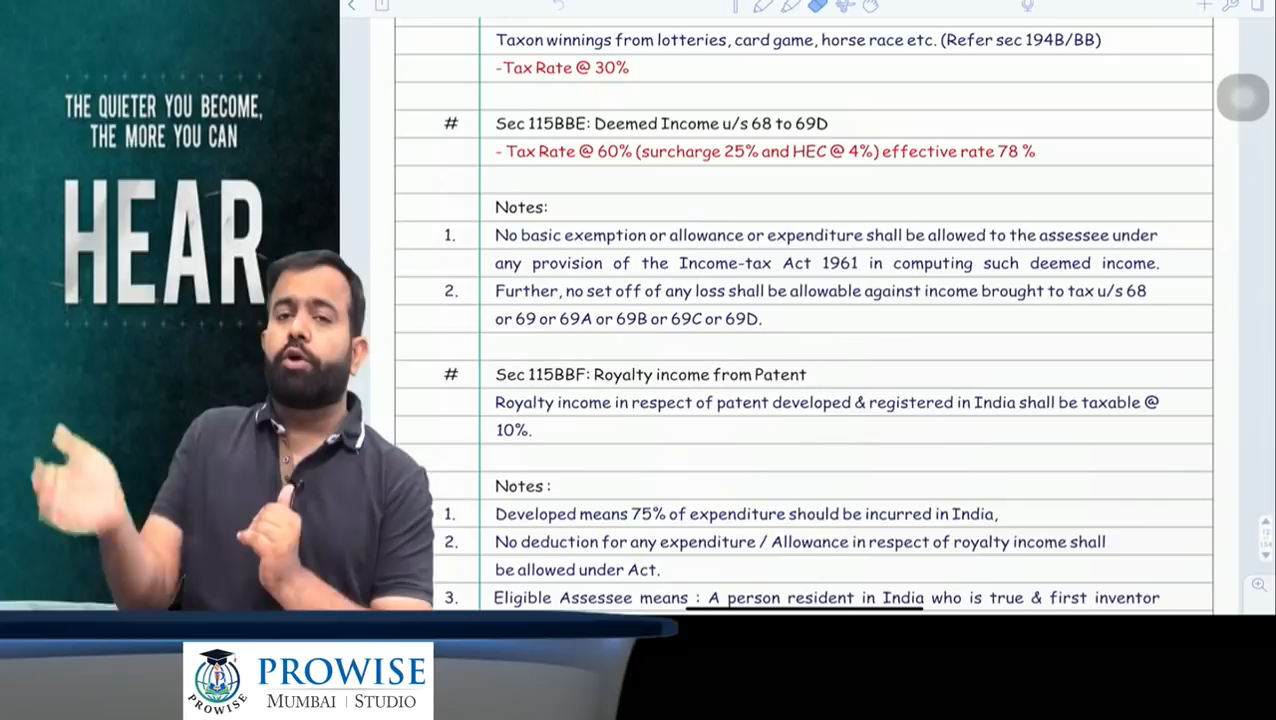 THE QUIETER YOU BECOME,
THE MORE YOU CAN
HEAR
Taxon winnings from lotteries, card game, horse race etc. (Refer sec 194B/BB)
-Tax Rate @ 30%
# Sec 115BBE: Deemed Income u/s 68 to 69D
- Tax Rate @ 60% (surcharge 25% and HEC @ 4%) effective rate 78 %
Notes:
1. No basic exemption or allowance or expenditure shall be allowed to the assessee under
any provision of the Income-tax Act 1961 in computing such deemed income.
2. Further, no set off of any loss shall be allowable against income brought to tax u/s 68
or 69 or 69A or 69B or 69C or 69D.
# Sec 115BBF: Royalty income from Patent
Royalty income in respect of patent developed & registered in India shall be taxable @
10%.
Notes :
1. Developed means 75% of expenditure should be incurred in India,
2. No deduction for any expenditure / Allowance in respect of royalty income shall
be allowed under Act.
3. Eligible Assessee means : A person resident in India who is true & first inventor
PROWISE
PROWISE
MUMBAI | STUDIO